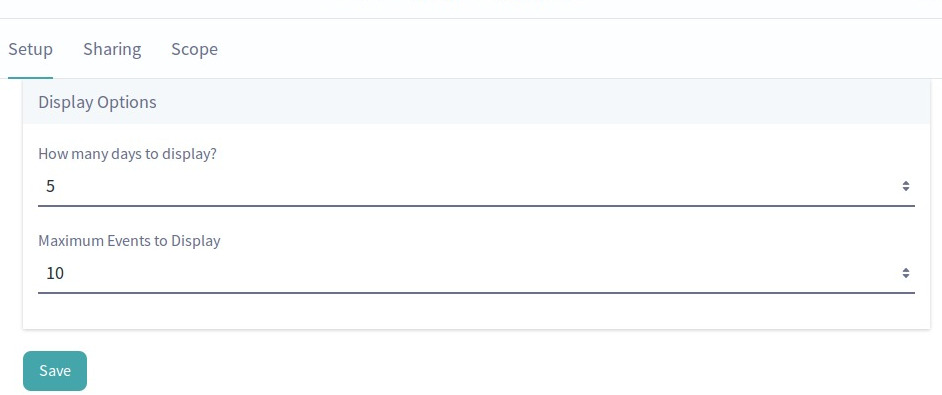 Setup Sharing Scope
Display Options
How many days to display?
5
Maximum Events to Display
10
Save